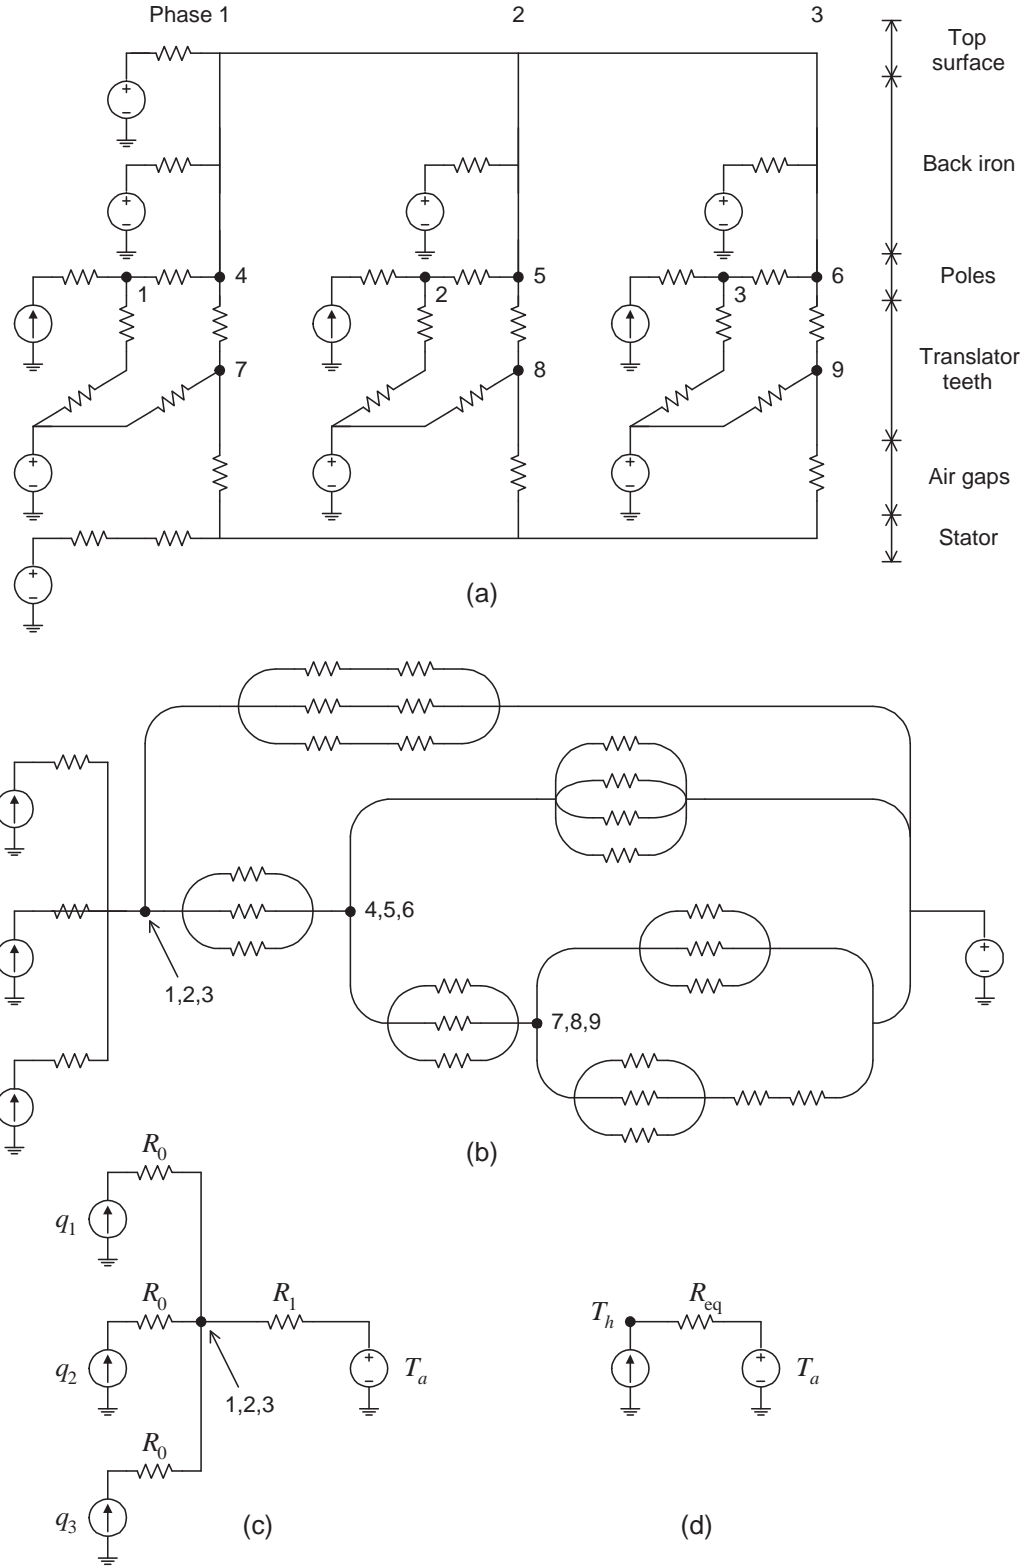 Phase 1
2
3
Top
surface
Back iron
4
5
6
Poles
1
2
3
7
8
9
Translator
teeth
Air gaps
Stator
(a)
4,5,6
1,2,3
7,8,9
(b)
R0
q1
R0
R1
q2
Ta
1,2,3
R0
q3
(c)
Th
Req
Ta
(d)